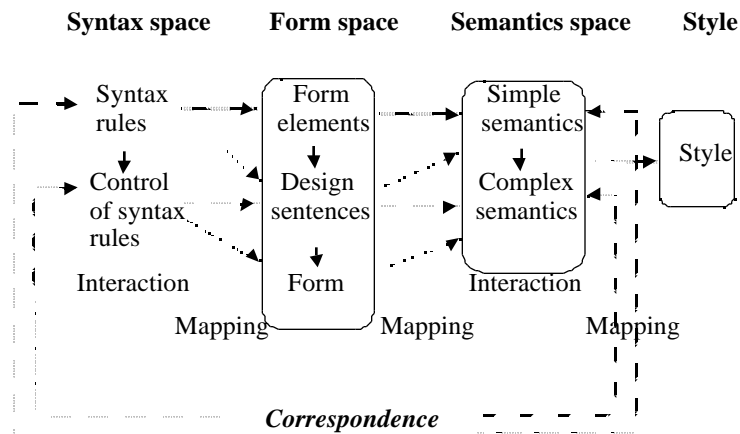 Syntax space Form space Semantics space Style
Syntax
rules
Control
of syntax
rules
Interaction
Form
elements
Design
sentences
Form
Simple
semantics
Complex
semantics
Interaction
Style
Mapping Mapping Mapping
Correspondence